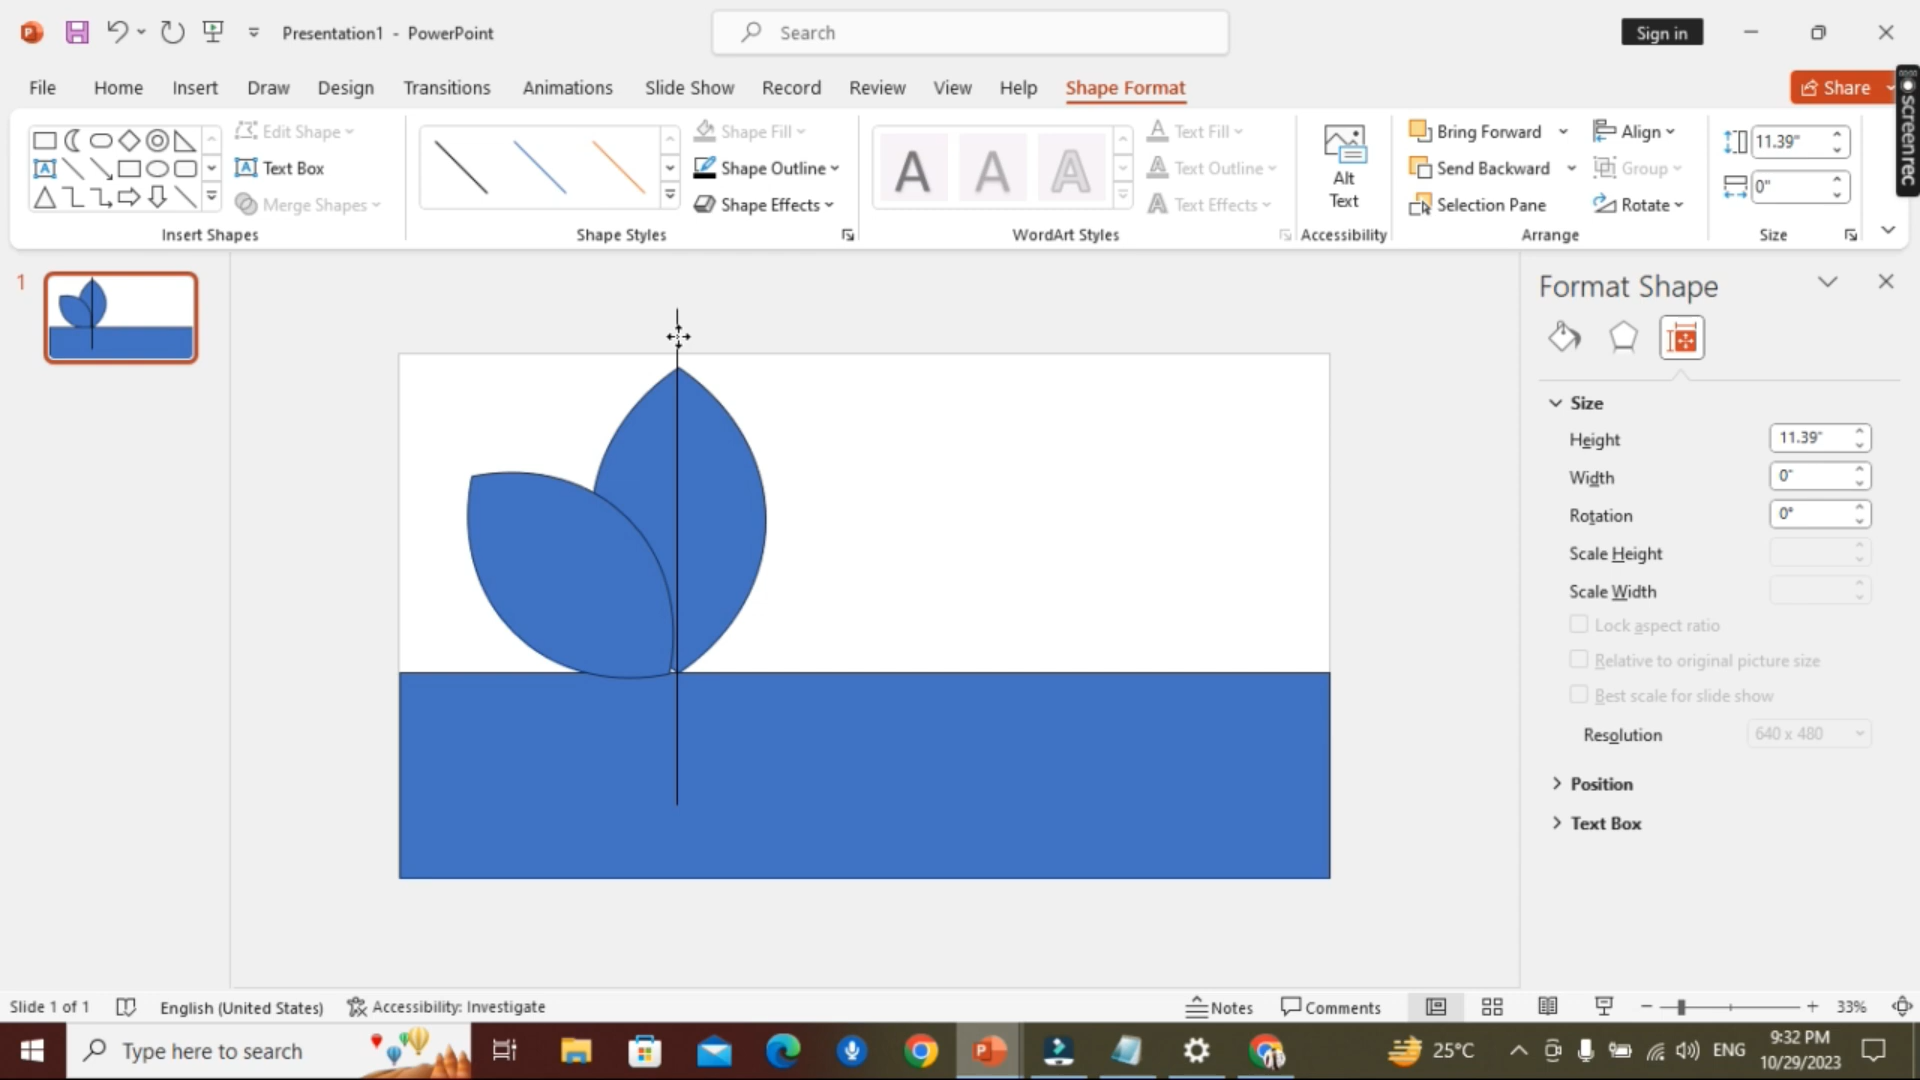 Presentation1 - PowerPoint
Search
Sign in
File Home Insert Draw Design Transitions Animations Slide Show Record Review View Help Shape Format
Share
Edit Shape
Text Box
Merge Shapes
Insert Shapes
Shape Fill
Shape Outline
Shape Effects
Shape Styles
A A A
Text Fill
Text Outline
Text Effects
WordArt Styles
Alt
Text
Accessibility
Bring Forward
Send Backward
Selection Pane
Align
Group
Rotate
Arrange
11.39"
0"
Size
screenrec
1
Format Shape
Size
Height 11.39"
Width 0"
Rotation 0°
Scale Height
Scale Width
Lock aspect ratio
Relative to original picture size
Best scale for slide show
Resolution 640 x 480
Position
Text Box
Slide 1 of 1 English (United States) Accessibility: Investigate Notes Comments 33%
Type here to search
25°C
ENG
9:32 PM
10/29/2023